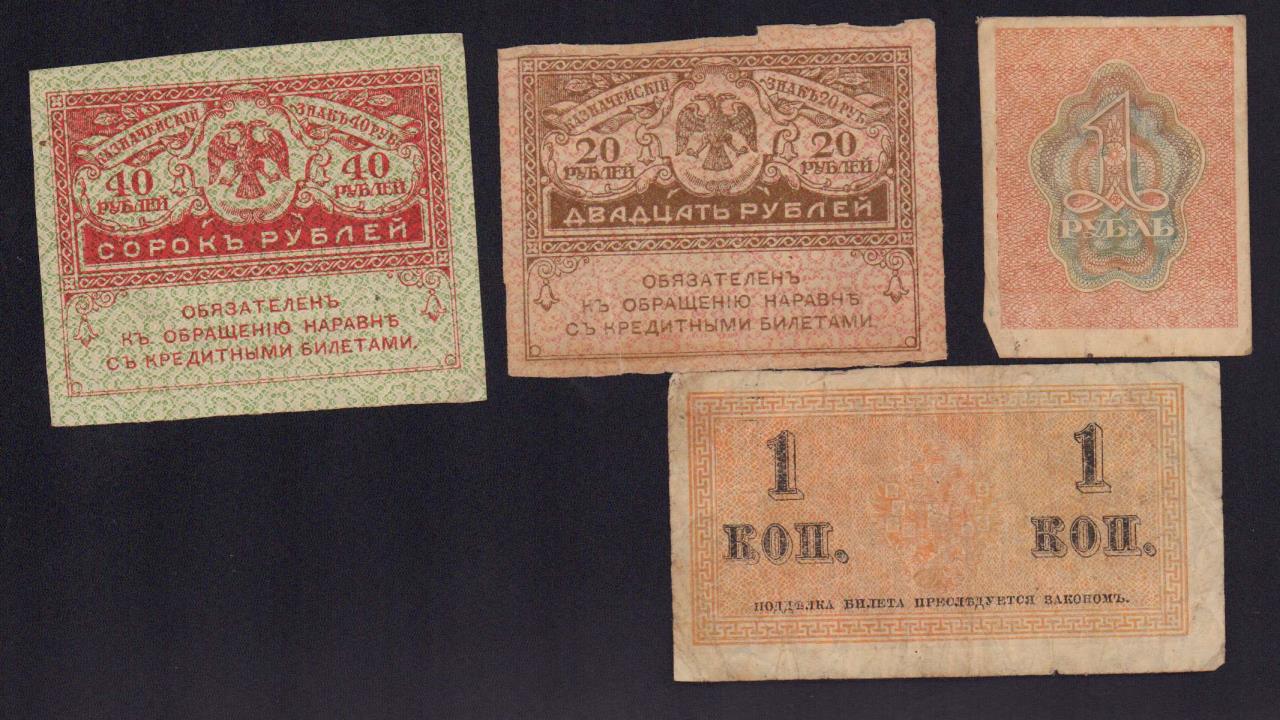 КАЗНАЧЕЙСКІЙ ЗНАКЪ 40 РУБ.
40 РУБЛЕЙ
40 РУБЛЕЙ
СОРОКЪ РУБЛЕЙ
ОБЯЗАТЕЛЕНЪ
КЪ ОБРАЩЕНІЮ НАРАВНѢ
СЪ КРЕДИТНЫМИ БИЛЕТАМИ.
КАЗНАЧЕЙСКІЙ ЗНАКЪ 20 РУБ.
20 РУБЛЕЙ
20 РУБЛЕЙ
ДВАДЦАТЬ РУБЛЕЙ
ОБЯЗАТЕЛЕНЪ
КЪ ОБРАЩЕНІЮ НАРАВНѢ
СЪ КРЕДИТНЫМИ БИЛЕТАМИ.
1
РУБЛЬ
1 1
КОП. КОП.
ПОДДѢЛКА БИЛЕТА ПРЕСЛѢДУЕТСЯ ЗАКОНОМЪ.